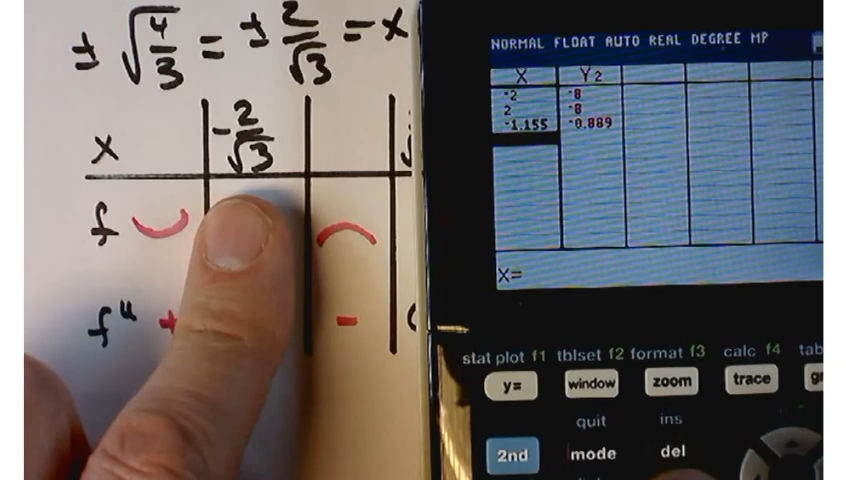 ± √4/3 = ± 2/√3 = x
x -2/√3
f
f" +
-
NORMAL FLOAT AUTO REAL DEGREE MP
X Y2
-2 -8
2 -8
-1.155 -0.889
X=
stat plot f1 tblset f2 format f3 calc f4
y= window zoom trace
quit ins
2nd mode del